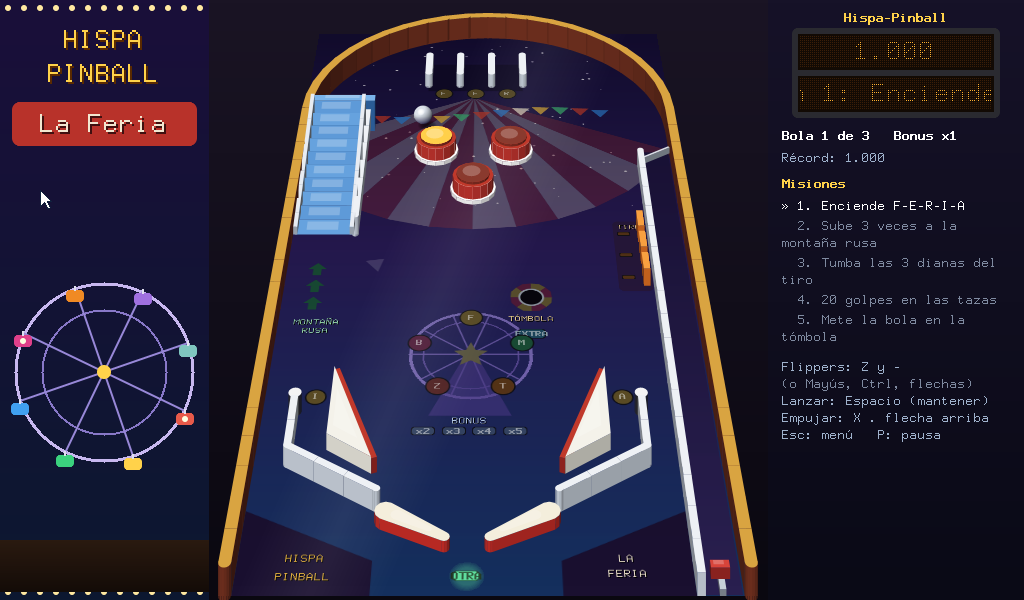 HISPA
PINBALL
La Feria
MONTAÑA
RUSA
TÓMBOLA
EXTRA
F
B
M
Z
T
I
A
BONUS
x2 x3 x4 x5
HISPA
PINBALL
LA
FERIA
Hispa-Pinball
1.000
1: Enciende
Bola 1 de 3 Bonus x1
Récord: 1.000
Misiones
» 1. Enciende F-E-R-I-A
2. Sube 3 veces a la
montaña rusa
3. Tumba las 3 dianas del
tiro
4. 20 golpes en las tazas
5. Mete la bola en la
tómbola
Flippers: Z y -
(o Mayús, Ctrl, flechas)
Lanzar: Espacio (mantener)
Empujar: X . flecha arriba
Esc: menú P: pausa